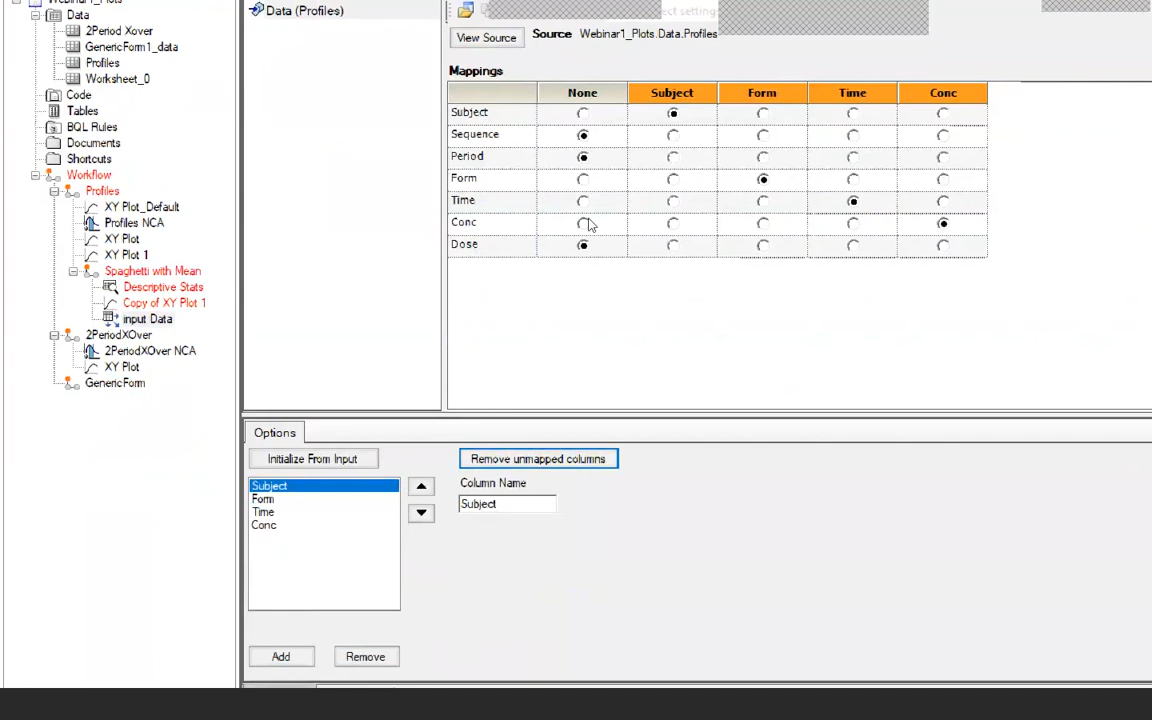 Webinar1_Plots
Data
2Period Xover
GenericForm1_data
Profiles
Worksheet_0
Code
Tables
BQL Rules
Documents
Shortcuts
Workflow
Profiles
XY Plot_Default
Profiles NCA
XY Plot
XY Plot 1
Spaghetti with Mean
Descriptive Stats
Copy of XY Plot 1
input Data
2PeriodXOver
2PeriodXOver NCA
XY Plot
GenericForm
Data (Profiles)
View Source Source Webinar1_Plots.Data.Profiles
Mappings
None Subject Form Time Conc
Subject
Sequence
Period
Form
Time
Conc
Dose
Options
Initialize From Input
Subject
Form
Time
Conc
Remove unmapped columns
Column Name
Subject
Add Remove